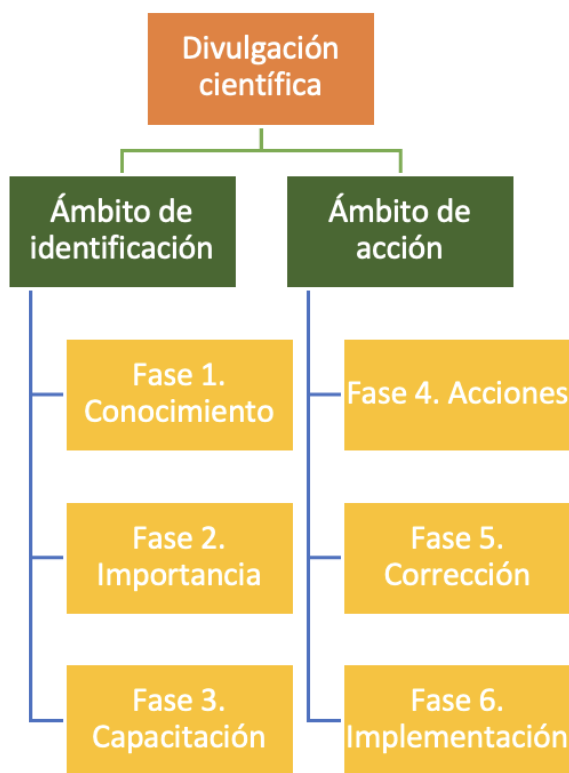 Divulgación
científica
Ámbito de
identificación
Fase 1.
Conocimiento
Fase 2.
Importancia
Fase 3.
Capacitación
Ámbito de
acción
Fase 4. Acciones
Fase 5.
Corrección
Fase 6.
Implementación